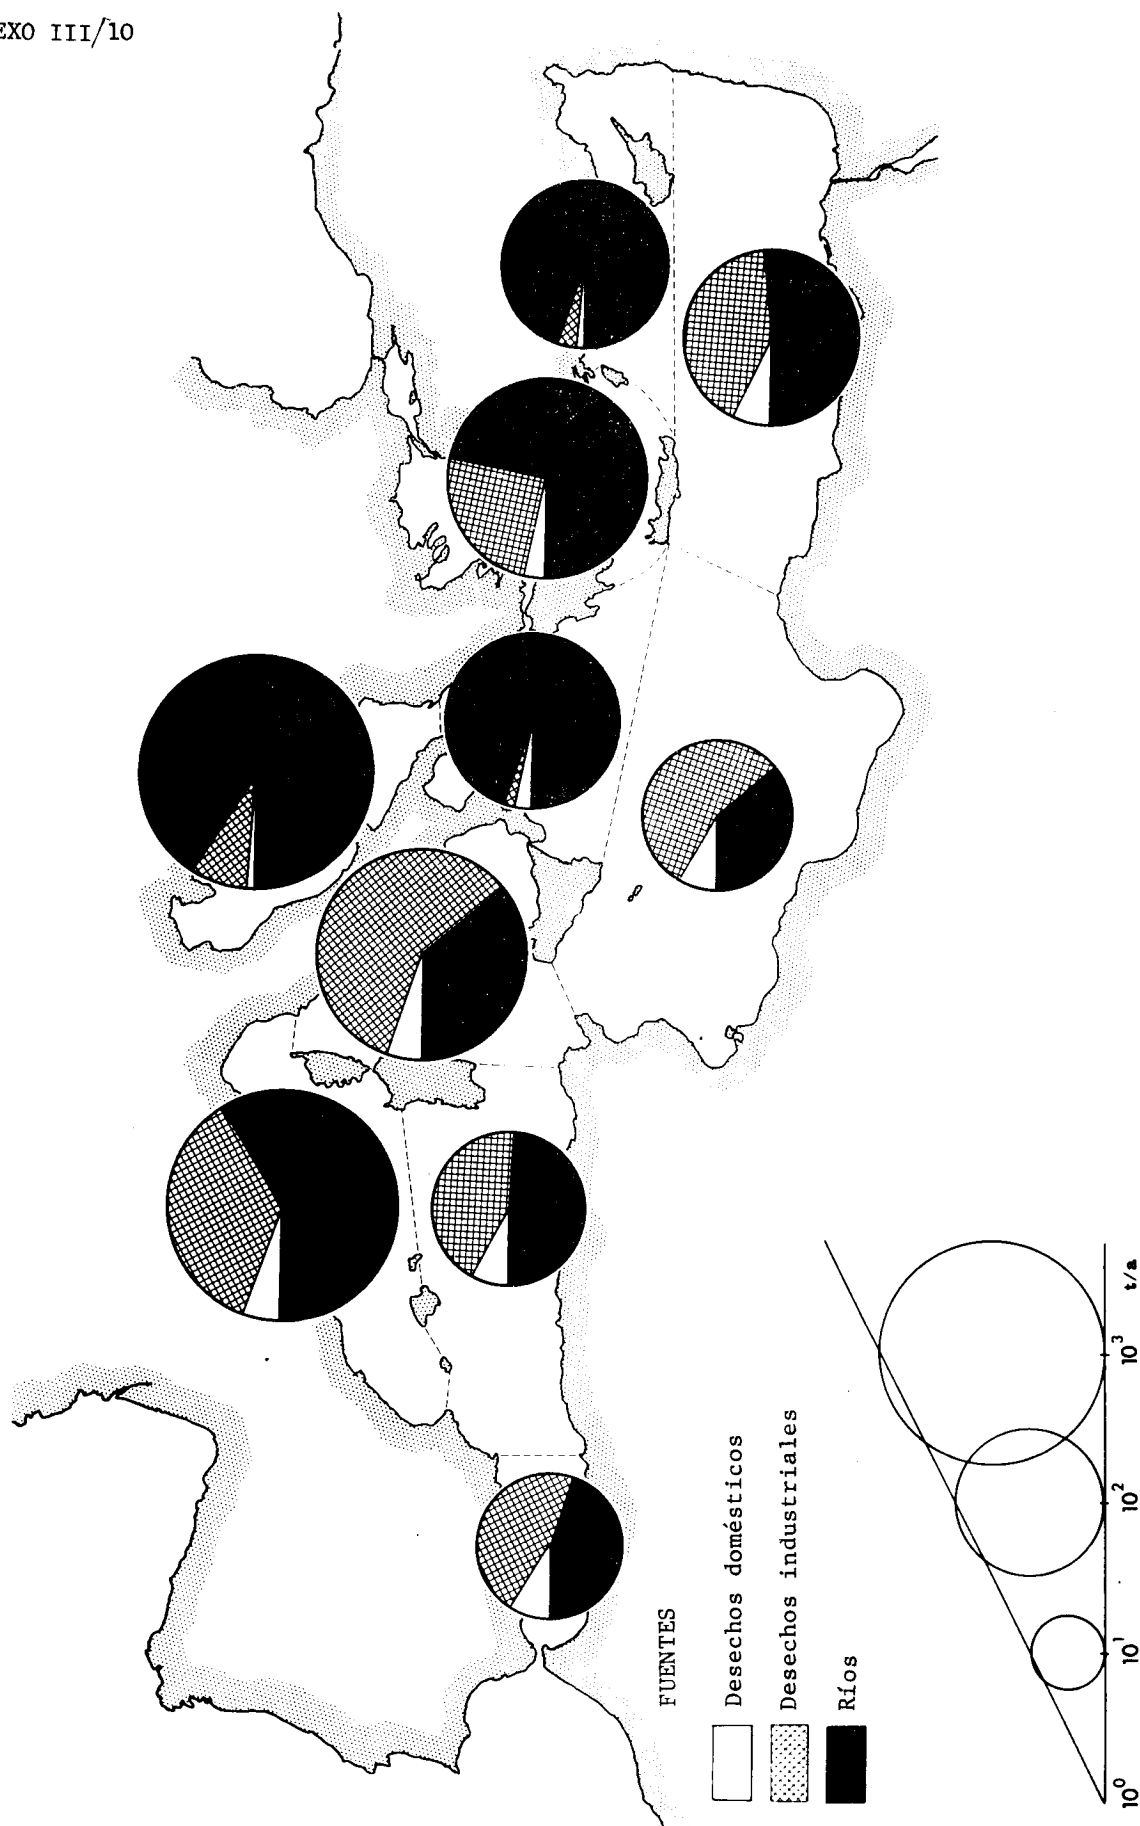 EXO III/10
FUENTES
Desechos domésticos
Desechos industriales
Ríos
10⁰ 10¹ 10² 10³ t/a